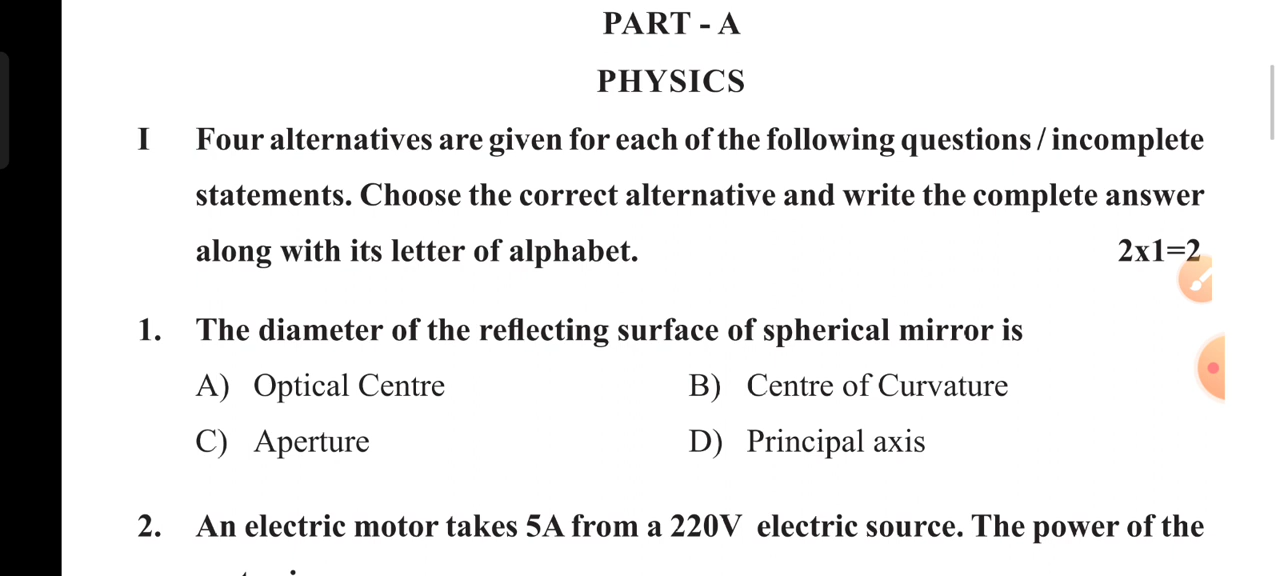 PART - A
PHYSICS
I Four alternatives are given for each of the following questions / incomplete
statements. Choose the correct alternative and write the complete answer
along with its letter of alphabet. 2x1=2
1. The diameter of the reflecting surface of spherical mirror is
A) Optical Centre B) Centre of Curvature
C) Aperture D) Principal axis
2. An electric motor takes 5A from a 220V electric source. The power of the